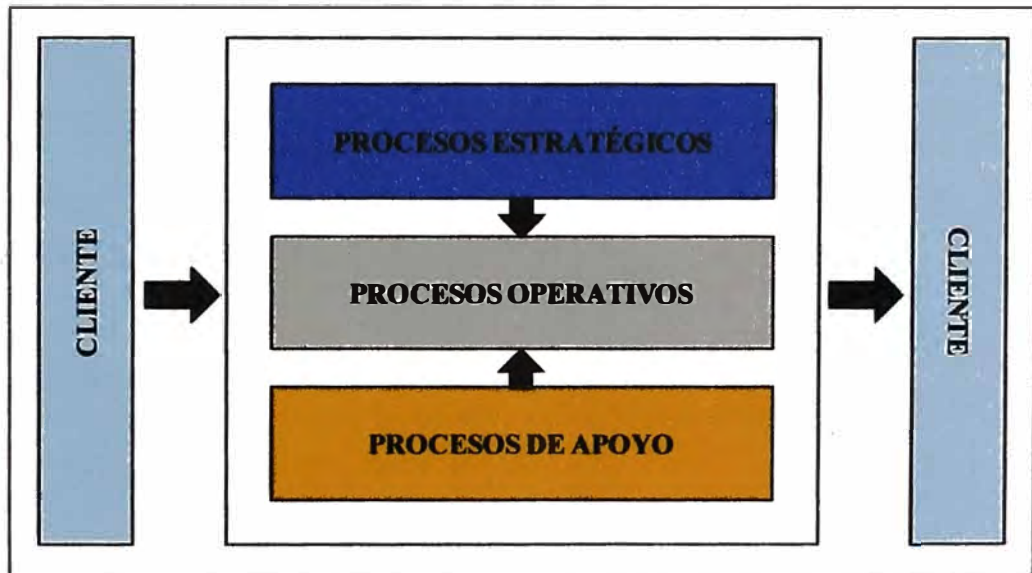 CLIENTE
PROCESOS ESTRATÉGICOS
PROCESOS OPERATIVOS
PROCESOS DE APOYO
CLIENTE